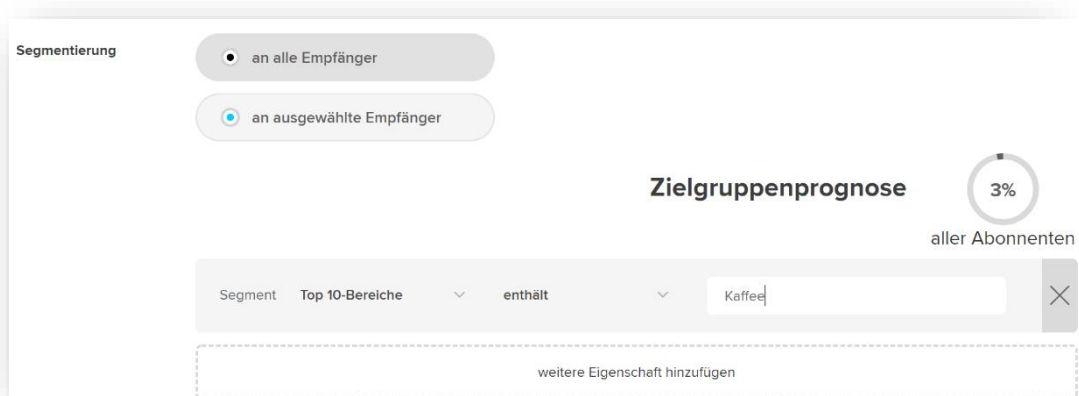 Segmentierung
an alle Empfänger
an ausgewählte Empfänger
Zielgruppenprognose 3%
aller Abonnenten
Segment Top 10-Bereiche enthält Kaffee
weitere Eigenschaft hinzufügen